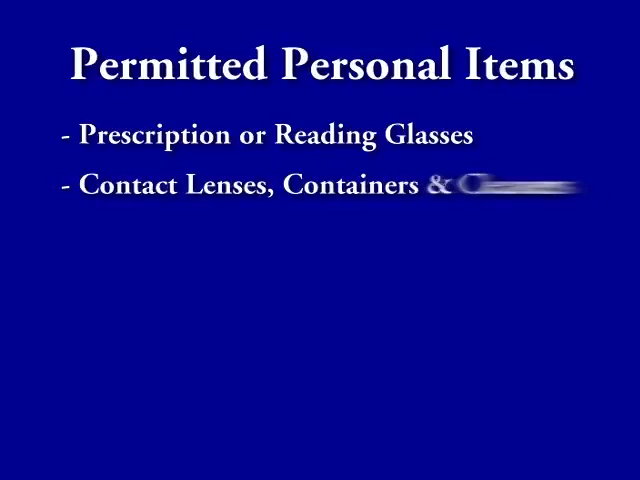 Permitted Personal Items
- Prescription or Reading Glasses
- Contact Lenses, Containers &